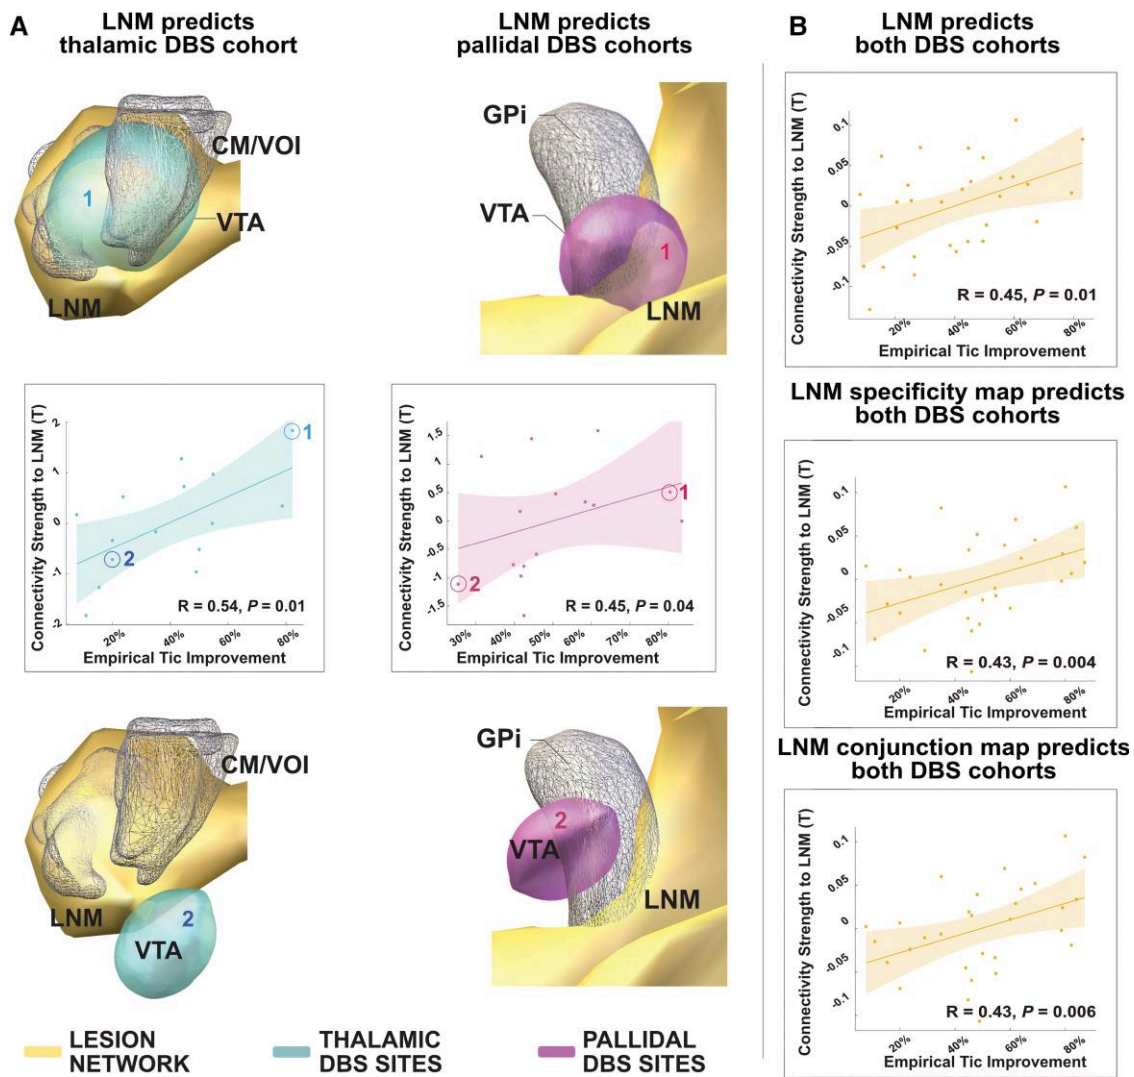 A
LNM predicts
thalamic DBS cohort
CM/VOI
1
VTA
LNM
LNM predicts
pallidal DBS cohorts
GPi
VTA
1
LNM
Connectivity Strength to LNM (T)
2
1
0
-1
-2
1
2
R = 0.54, P = 0.01
20%
40%
60%
80%
Empirical Tic Improvement
Connectivity Strength to LNM (T)
1.5
1
0.5
0
-0.5
-1
-1.5
1
2
R = 0.45, P = 0.04
30%
40%
50%
60%
70%
80%
Empirical Tic Improvement
CM/VOI
LNM
2
VTA
GPi
2
VTA
LNM
LESION
NETWORK
THALAMIC
DBS SITES
PALLIDAL
DBS SITES
B
LNM predicts
both DBS cohorts
Connectivity Strength to LNM (T)
0.1
0.05
0
-0.05
-0.1
R = 0.45, P = 0.01
20%
40%
60%
80%
Empirical Tic Improvement
LNM specificity map predicts
both DBS cohorts
Connectivity Strength to LNM (T)
0.1
0.05
0
-0.05
-0.1
R = 0.43, P = 0.004
20%
40%
60%
80%
Empirical Tic Improvement
LNM conjunction map predicts
both DBS cohorts
Connectivity Strength to LNM (T)
0.1
0.05
0
-0.05
-0.1
R = 0.43, P = 0.006
20%
40%
60%
80%
Empirical Tic Improvement